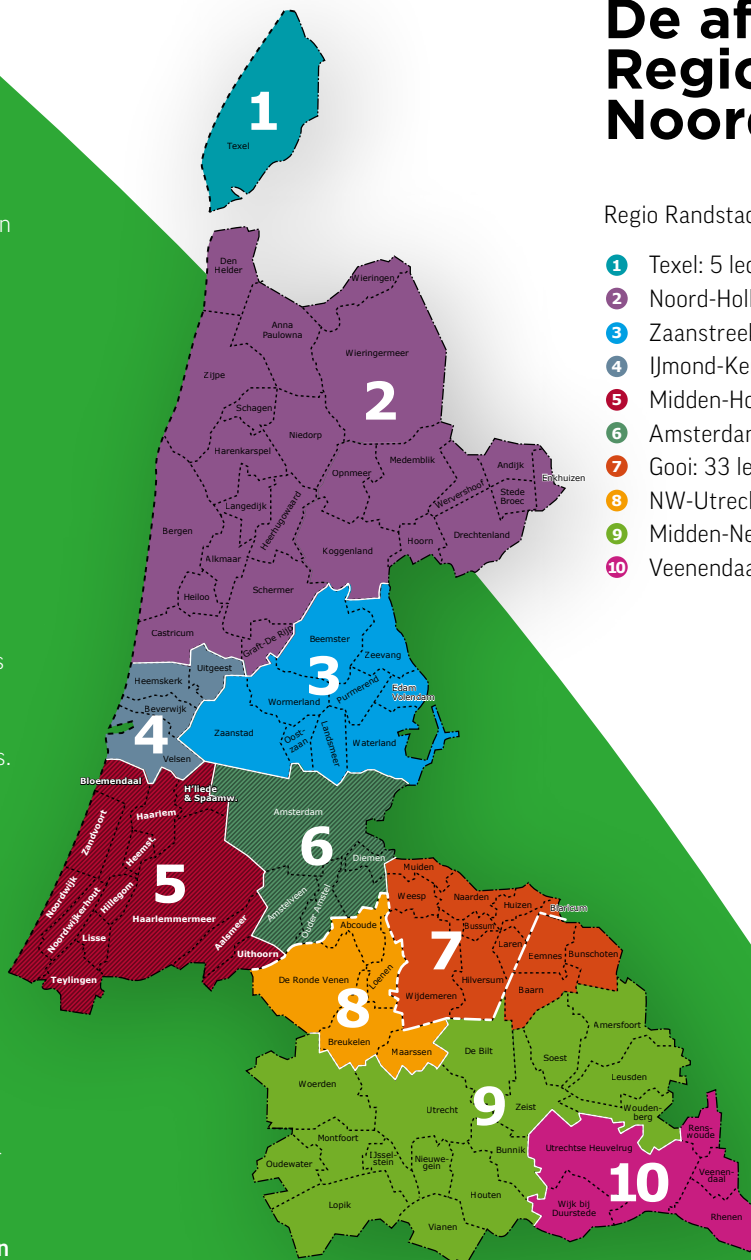 De af
Regio
Noord
n
Regio Randstad
1 Texel: 5 led
2 Noord-Holl
3 Zaanstreek
4 IJmond-Ke
5 Midden-Ho
6 Amsterdam
7 Gooi: 33 le
8 NW-Utrech
9 Midden-Ne
10 Veenendaa
s
s.
n
1
Texel
Den
Helder
Wieringen
Anna
Paulowna
Wieringermeer
Zijpe
2
Schagen
Niedorp
Harenkarspel
Opnmeer
Medemblik
Andijk
Enkhuizen
Wervershoof
Stede
Broec
Langedijk
Heerhugowaard
Bergen
Koggenland
Hoorn
Drechtenland
Alkmaar
Schermer
Heiloo
Castricum
Graft-De Rijp
Beemster
Zeevang
3
Uitgeest
Heemskerk
Wormerland
Purmerend
Edam
Volendam
Beverwijk
4
Zaanstad
Oost-
zaan
Landsmeer
Waterland
Velsen
Bloemendaal
H'liede
& Spaarnw.
Haarlem
Zandvoort
Heemst.
Amsterdam
6
Diemen
5
Noordwijk
Noordwijkerhout
Hillegom
Haarlemmermeer
Lisse
Aalsmeer
Uithoorn
Teylingen
Amstelveen
Ouder Amstel
Muiden
Weesp
Naarden
Huizen
Blaricum
Bussum
Laren
7
Eemnes
Bunschoten
Hilversum
Baarn
Wijdemeren
Abcoude
De Ronde Venen
Loenen
8
Breukelen
Maarssen
De Bilt
Amersfoort
Soest
Leusden
Woerden
Utrecht
9
Zeist
Wouden-
berg
Montfoort
Oudewater
IJssel-
stein
Nieuwe-
gein
Bunnik
Houten
Lopik
Vianen
Utrechtse Heuvelrug
Rens-
woude
10
Veenen-
daal
Wijk bij
Duurstede
Rhenen